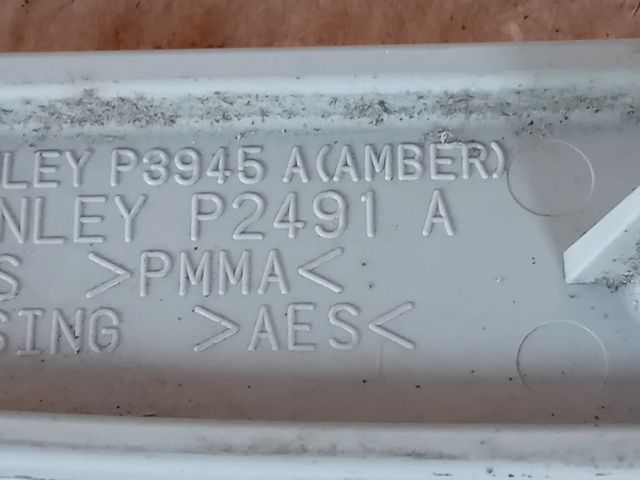 LEY P3945 A(AMBER)
NLEY P2491 A
S >PMMA<
SING >AES<